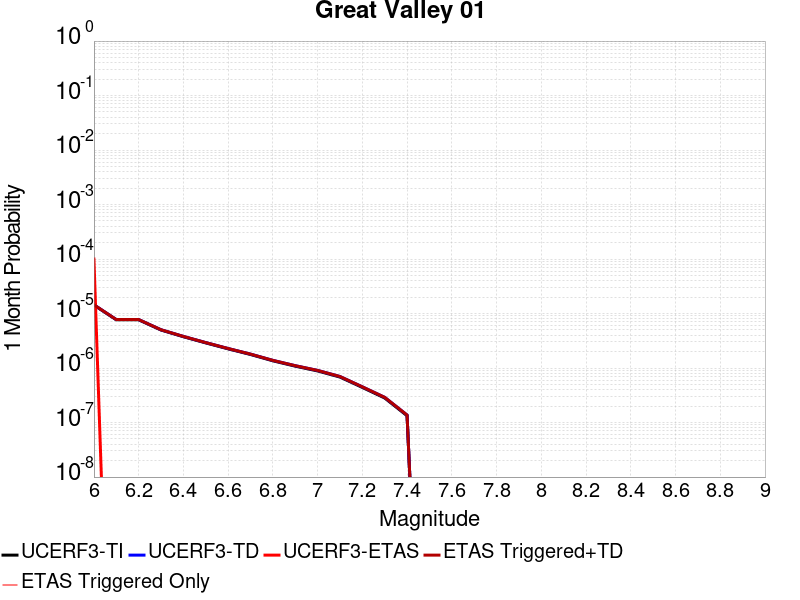 Great Valley 01
10^0
10^-1
10^-2
10^-3
10^-4
10^-5
10^-6
10^-7
10^-8
1 Month Probability
6 6.2 6.4 6.6 6.8 7 7.2 7.4 7.6 7.8 8 8.2 8.4 8.6 8.8 9
Magnitude
UCERF3-TI UCERF3-TD UCERF3-ETAS ETAS Triggered+TD
ETAS Triggered Only